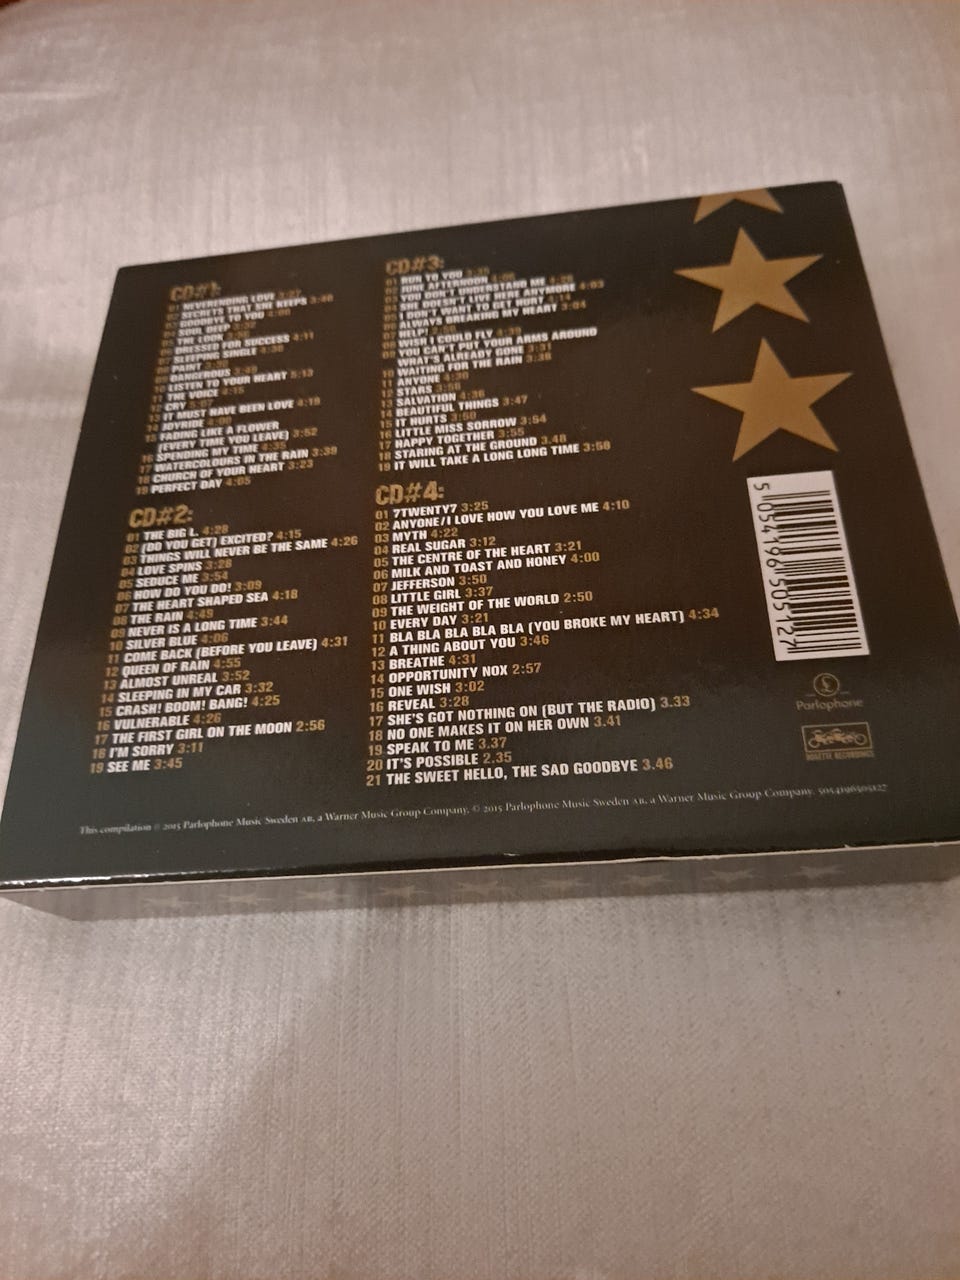 CD#1:
01 NEVERENDING LOVE 3:27
02 SECRETS THAT SHE KEEPS 3:40
03 GOODBYE TO YOU 4:00
04 SOUL DEEP
05 THE LOOK
06 DRESSED FOR SUCCESS 4:11
07 SLEEPING SINGLE 4:38
08 PAINT
09 DANGEROUS 3:49
10 LISTEN TO YOUR HEART 5:13
11 THE VOICE 4:15
12 CRY
13 IT MUST HAVE BEEN LOVE 4:19
14 JOYRIDE 4:00
15 FADING LIKE A FLOWER
(EVERY TIME YOU LEAVE) 3:52
16 SPENDING MY TIME 4:35
17 WATERCOLOURS IN THE RAIN 3:39
18 CHURCH OF YOUR HEART 3:23
19 PERFECT DAY 4:05
CD#2:
01 THE BIG L. 4:28
02 (DO YOU GET) EXCITED? 4:15
03 THINGS WILL NEVER BE THE SAME 4:26
04 LOVE SPINS 3:28
05 SEDUCE ME 3:54
06 HOW DO YOU DO! 3:09
07 THE HEART SHAPED SEA 4:18
08 THE RAIN 4:49
09 NEVER IS A LONG TIME 3:44
10 SILVER BLUE 4:06
11 COME BACK (BEFORE YOU LEAVE) 4:31
12 QUEEN OF RAIN 4:55
13 ALMOST UNREAL 3:52
14 SLEEPING IN MY CAR 3:32
15 CRASH! BOOM! BANG! 4:25
16 VULNERABLE 4:26
17 THE FIRST GIRL ON THE MOON 2:56
18 I'M SORRY 3:11
19 SEE ME 3:45
CD#3:
01 RUN TO YOU
02 JUNE AFTERNOON
03 YOU DON'T UNDERSTAND ME
04 SHE DOESN'T LIVE HERE ANYMORE 4:03
05 I DON'T WANT TO GET HURT
06 ALWAYS BREAKING MY HEART 3:04
07 HELP!
08 WISH I COULD FLY
09 YOU CAN'T PUT YOUR ARMS AROUND
WHAT'S ALREADY GONE
10 WAITING FOR THE RAIN 3:38
11 ANYONE
12 STARS
13 SALVATION 4:36
14 BEAUTIFUL THINGS 3:47
15 IT HURTS 3:50
16 LITTLE MISS SORROW 3:54
17 HAPPY TOGETHER 3:55
18 STARING AT THE GROUND 3.48
19 IT WILL TAKE A LONG LONG TIME 3:58
CD#4:
01 7TWENTY7 3:25
02 ANYONE/I LOVE HOW YOU LOVE ME 4:10
03 MYTH 4:22
04 REAL SUGAR 3:12
05 THE CENTRE OF THE HEART 3:21
06 MILK AND TOAST AND HONEY 4:00
07 JEFFERSON 3:50
08 LITTLE GIRL 3:37
09 THE WEIGHT OF THE WORLD 2:50
10 EVERY DAY 3:21
11 BLA BLA BLA BLA BLA (YOU BROKE MY HEART) 4:34
12 A THING ABOUT YOU 3:46
13 BREATHE 4:31
14 OPPORTUNITY NOX 2:57
15 ONE WISH 3:02
16 REVEAL 3:28
17 SHE'S GOT NOTHING ON (BUT THE RADIO) 3.33
18 NO ONE MAKES IT ON HER OWN 3.41
19 SPEAK TO ME 3.37
20 IT'S POSSIBLE 2.35
21 THE SWEET HELLO, THE SAD GOODBYE 3.46
5 054196 505127
Parlophone
ROXETTE RECORDINGS
This compilation ℗ 2015 Parlophone Music Sweden AB, a Warner Music Group Company. © 2015 Parlophone Music Sweden AB, a Warner Music Group Company. 5054196505127